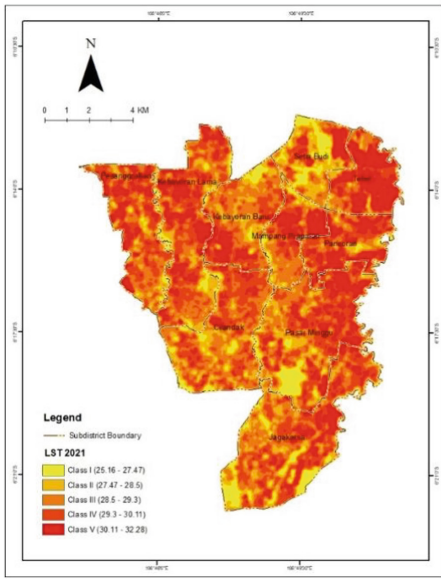 N
0 1 2 4 KM
Setia Budi
Tebet
Pesanggrahan
Kebayoran Lama
Kebayoran Baru
Mampang Prapatan
Pancoran
Cilandak
Pasar Minggu
Jagakarsa
Legend
Subdistrict Boundary
LST 2021
Class I (25.16 - 27.47)
Class II (27.47 - 28.5)
Class III (28.5 - 29.3)
Class IV (29.3 - 30.11)
Class V (30.11 - 32.28)